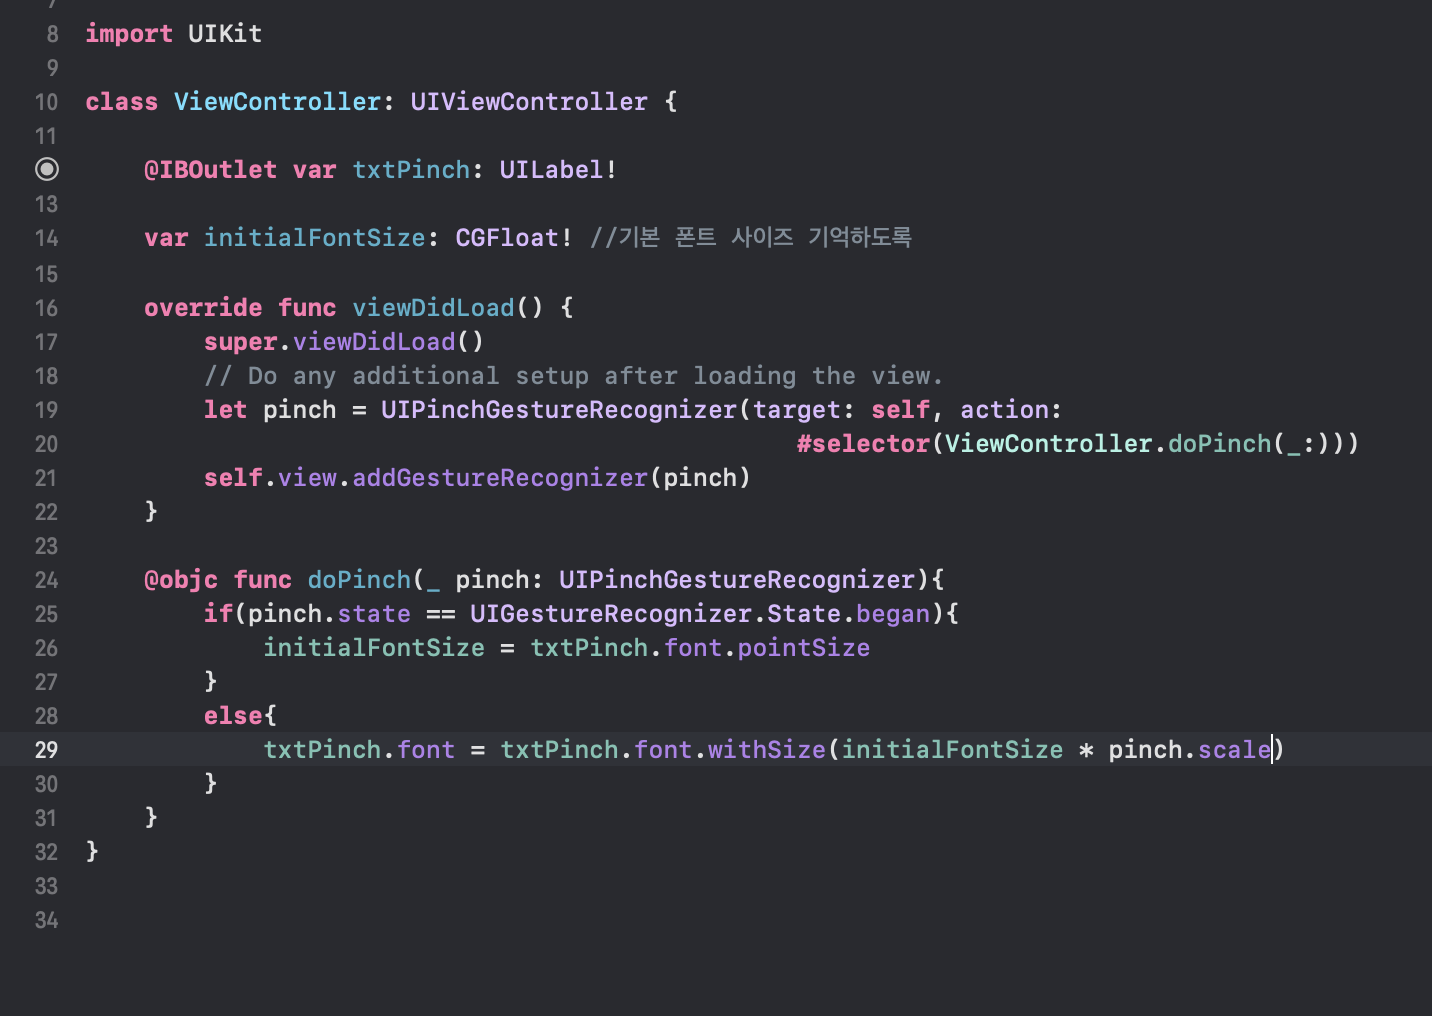 8 import UIKit
9
10 class ViewController: UIViewController {
11
@IBOutlet var txtPinch: UILabel!
13
14 var initialFontSize: CGFloat! //기본 폰트 사이즈 기억하도록
15
16 override func viewDidLoad() {
17 super.viewDidLoad()
18 // Do any additional setup after loading the view.
19 let pinch = UIPinchGestureRecognizer(target: self, action:
20 #selector(ViewController.doPinch(_:)))
21 self.view.addGestureRecognizer(pinch)
22 }
23
24 @objc func doPinch(_ pinch: UIPinchGestureRecognizer){
25 if(pinch.state == UIGestureRecognizer.State.began){
26 initialFontSize = txtPinch.font.pointSize
27 }
28 else{
29 txtPinch.font = txtPinch.font.withSize(initialFontSize * pinch.scale)
30 }
31 }
32 }
33
34